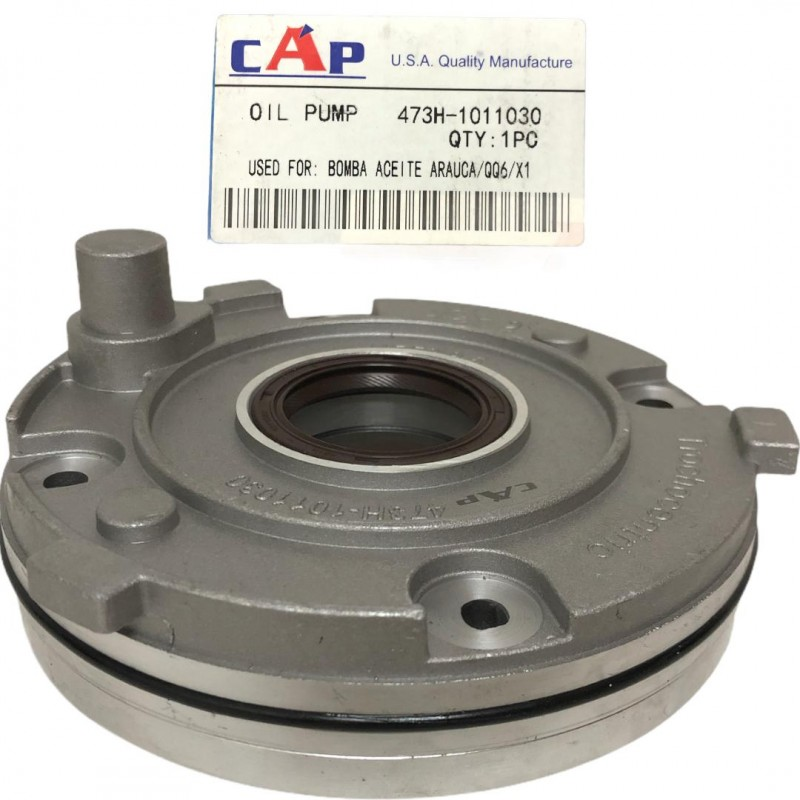 CAP
U.S.A. Quality Manufacture
OIL PUMP 473H-1011030
QTY:1PC
USED FOR: BOMBA ACEITE ARAUCA/QQ6/X1
CAP
473H-1011030